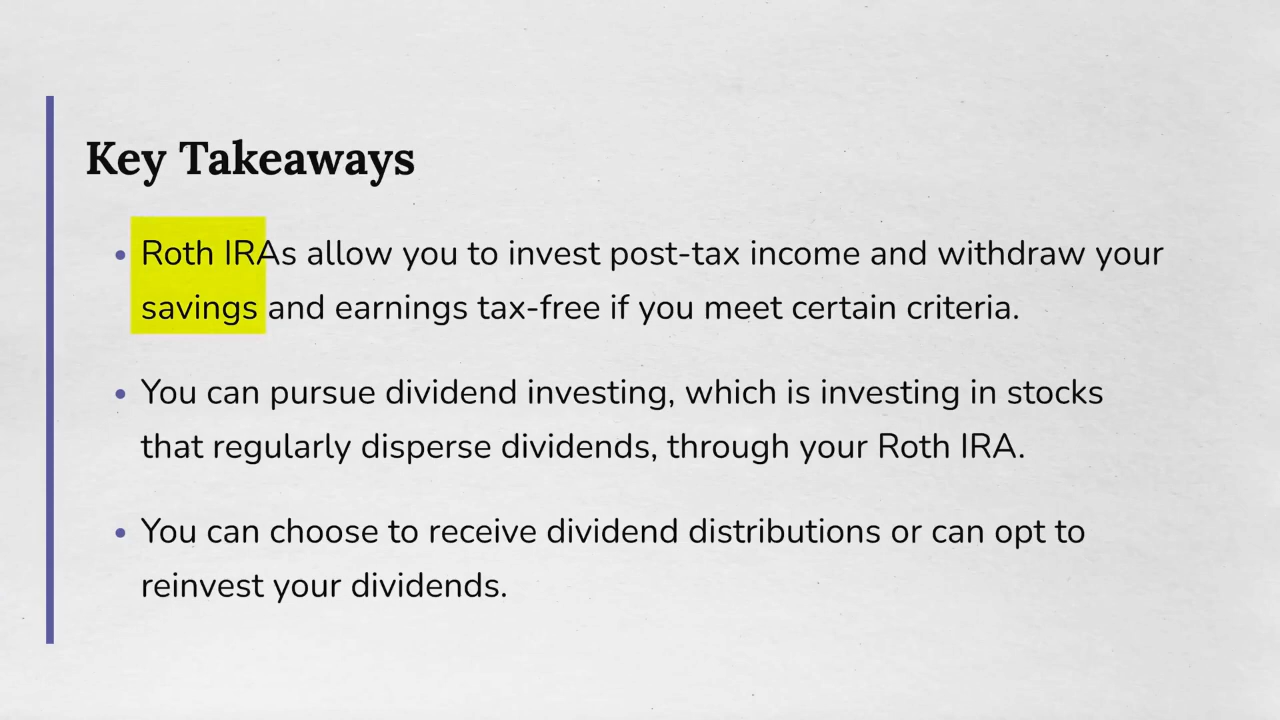 Key Takeaways
• Roth IRAs allow you to invest post-tax income and withdraw your
savings and earnings tax-free if you meet certain criteria.
• You can pursue dividend investing, which is investing in stocks
that regularly disperse dividends, through your Roth IRA.
• You can choose to receive dividend distributions or can opt to
reinvest your dividends.